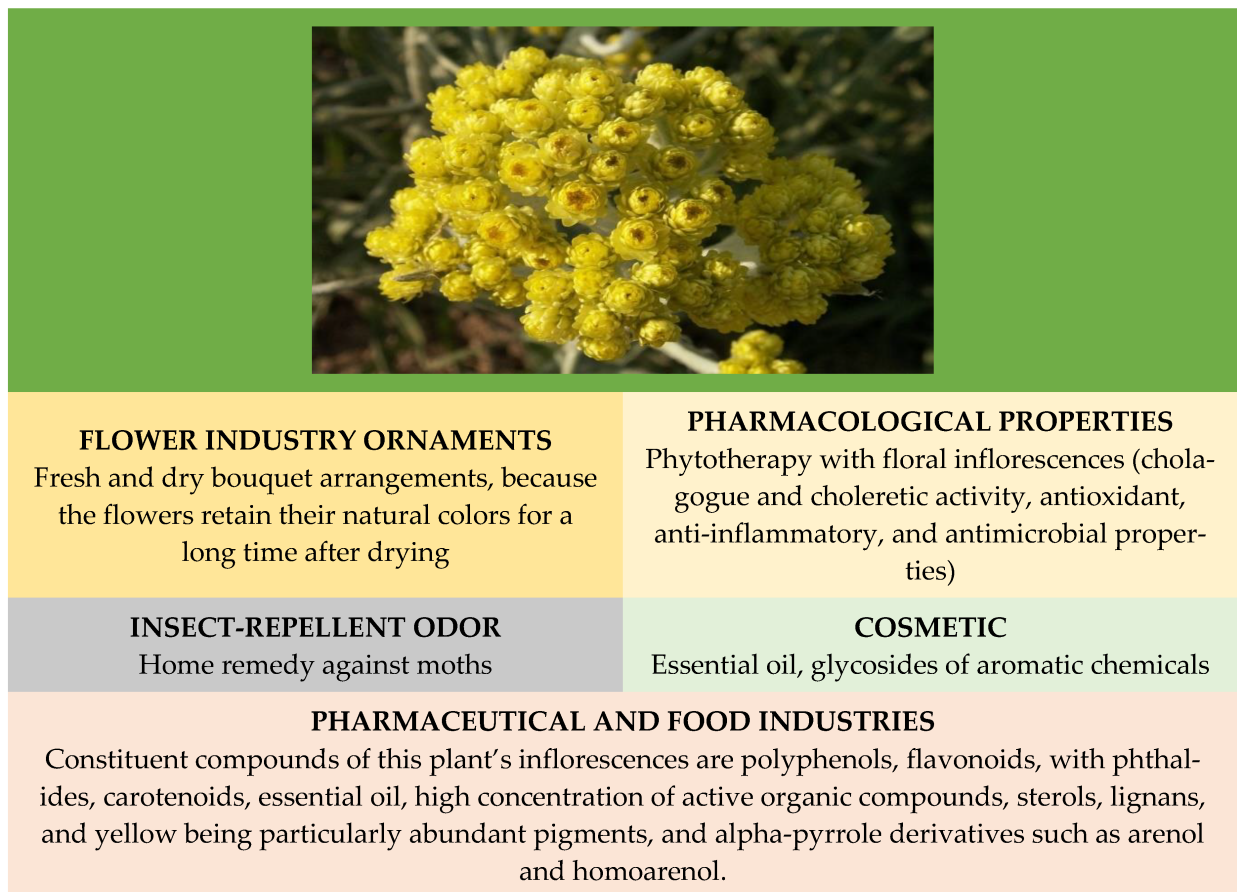 FLOWER INDUSTRY ORNAMENTS
Fresh and dry bouquet arrangements, because
the flowers retain their natural colors for a
long time after drying
PHARMACOLOGICAL PROPERTIES
Phytotherapy with floral inflorescences (chola-
gogue and choleretic activity, antioxidant,
anti-inflammatory, and antimicrobial proper-
ties)
INSECT-REPELLENT ODOR
Home remedy against moths
COSMETIC
Essential oil, glycosides of aromatic chemicals
PHARMACEUTICAL AND FOOD INDUSTRIES
Constituent compounds of this plant’s inflorescences are polyphenols, flavonoids, with phthal-
ides, carotenoids, essential oil, high concentration of active organic compounds, sterols, lignans,
and yellow being particularly abundant pigments, and alpha-pyrrole derivatives such as arenol
and homoarenol.